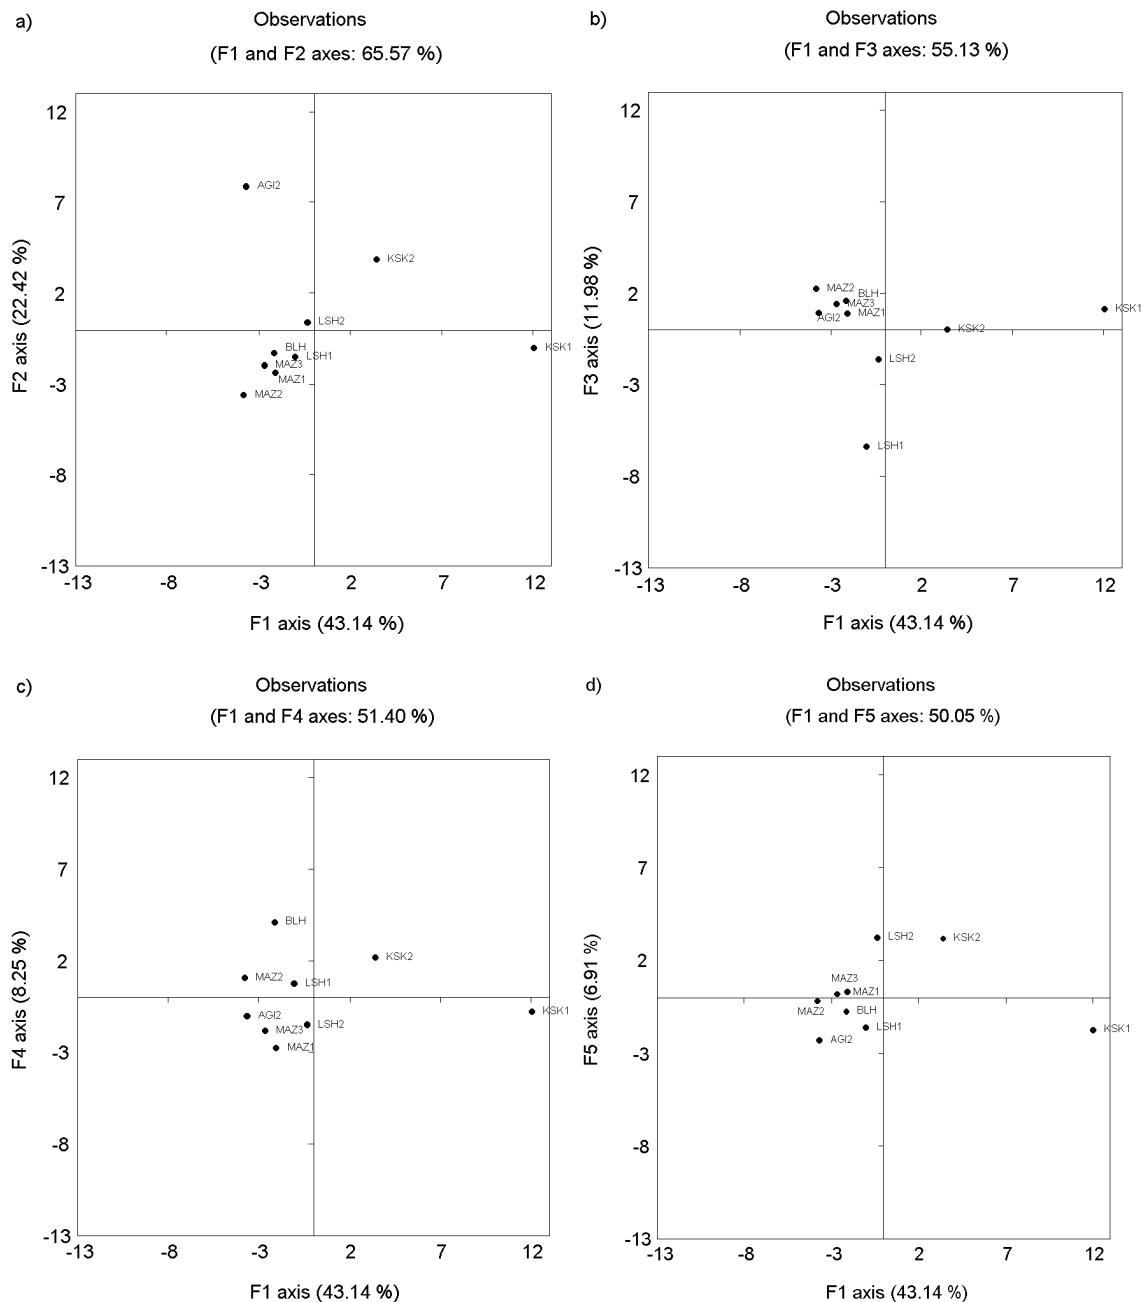 a)
Observations
(F1 and F2 axes: 65.57 %)
12
7
2
-3
-8
-13
F2 axis (22.42 %)
AGI2
KSK2
LSH2
BLH
LSH1
KSK1
MAZ3
MAZ1
MAZ2
-13
-8
-3
2
7
12
F1 axis (43.14 %)
b)
Observations
(F1 and F3 axes: 55.13 %)
12
7
2
-3
-8
-13
F3 axis (11.98 %)
MAZ2
BLH
MAZ3
AGI2
MAZ1
KSK1
KSK2
LSH2
LSH1
-13
-8
-3
2
7
12
F1 axis (43.14 %)
c)
Observations
(F1 and F4 axes: 51.40 %)
12
7
2
-3
-8
-13
F4 axis (8.25 %)
BLH
KSK2
MAZ2
LSH1
AGI2
KSK1
LSH2
MAZ3
MAZ1
-13
-8
-3
2
7
12
F1 axis (43.14 %)
d)
Observations
(F1 and F5 axes: 50.05 %)
12
7
2
-3
-8
-13
F5 axis (6.91 %)
LSH2
KSK2
MAZ3
MAZ1
MAZ2
BLH
LSH1
KSK1
AGI2
-13
-8
-3
2
7
12
F1 axis (43.14 %)